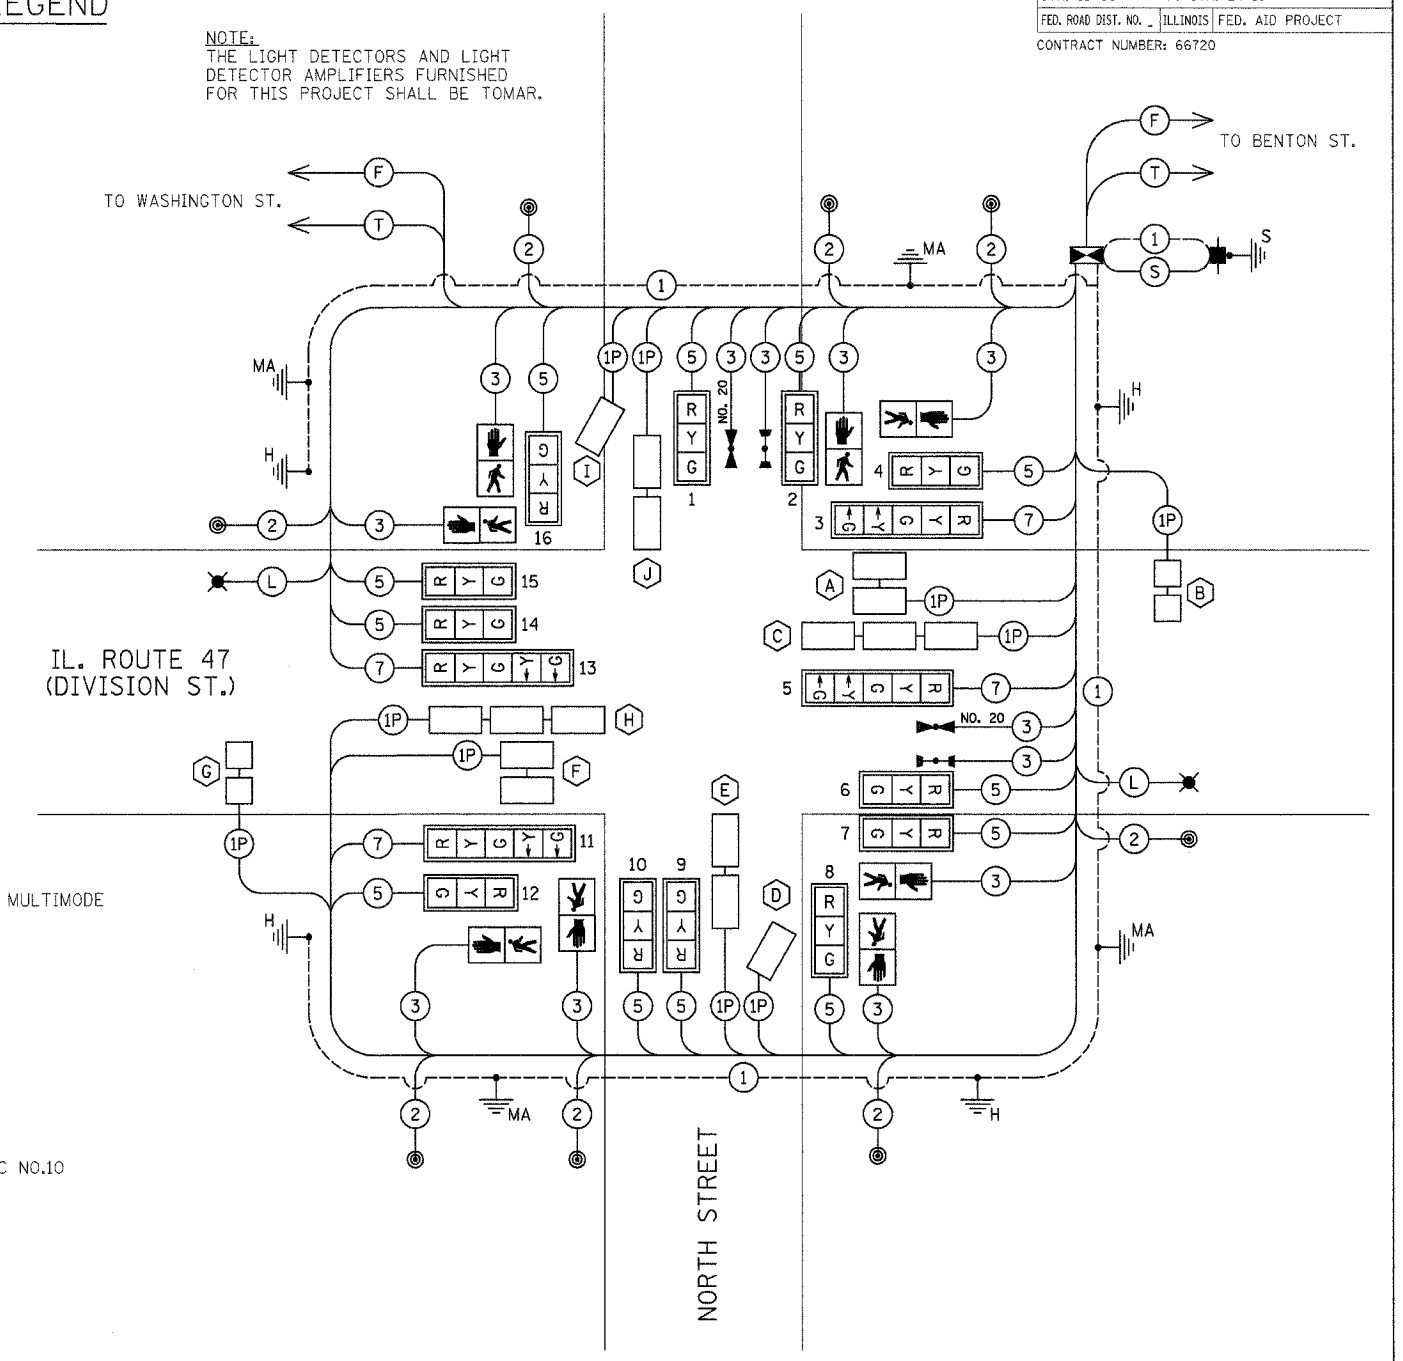 LEGEND
FED. ROAD DIST. NO. _ ILLINOIS FED. AID PROJECT
CONTRACT NUMBER: 66720
NOTE:
THE LIGHT DETECTORS AND LIGHT
DETECTOR AMPLIFIERS FURNISHED
FOR THIS PROJECT SHALL BE TOMAR.
F
TO BENTON ST.
F
T
TO WASHINGTON ST.
T
2
2
2
1
S
S
MA
1
MA
H
1P
1P
5
3
3
5
3
3
3
5
NO. 20
H
R Y G
1
R Y G
2
I
J
G Y R
16
4
R Y G
5
3
G Y G Y R
7
1P
B
H
2
3
L
5
R Y G
15
5
R Y G
14
7
R Y G Y G
13
A
1P
C
1P
5
G Y G Y R
7
NO. 20
3
3
1
IL. ROUTE 47
(DIVISION ST.)
1P
H
1P
F
G
1P
E
D
6
G Y R
5
L
7
G Y R
5
2
3
7
R Y G Y G
11
5
G Y R
12
MULTIMODE
H
10
G Y R
9
G Y R
8
R Y G
MA
3
3
5
5
1P
1P
5
3
1
MA
H
2
2
2
C NO.10
NORTH STREET